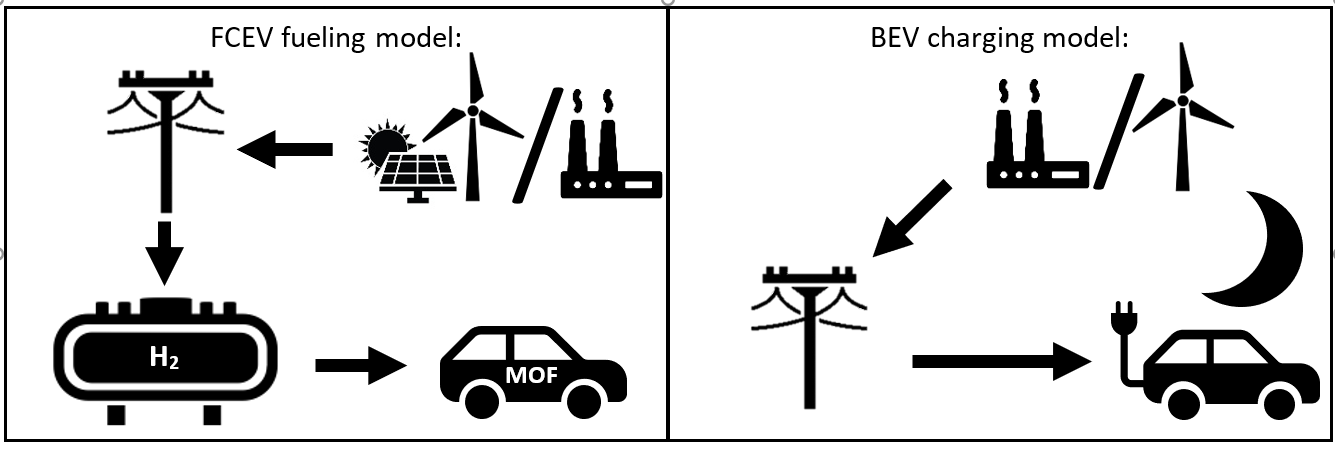 FCEV fueling model:
BEV charging model:
H₂
MOF